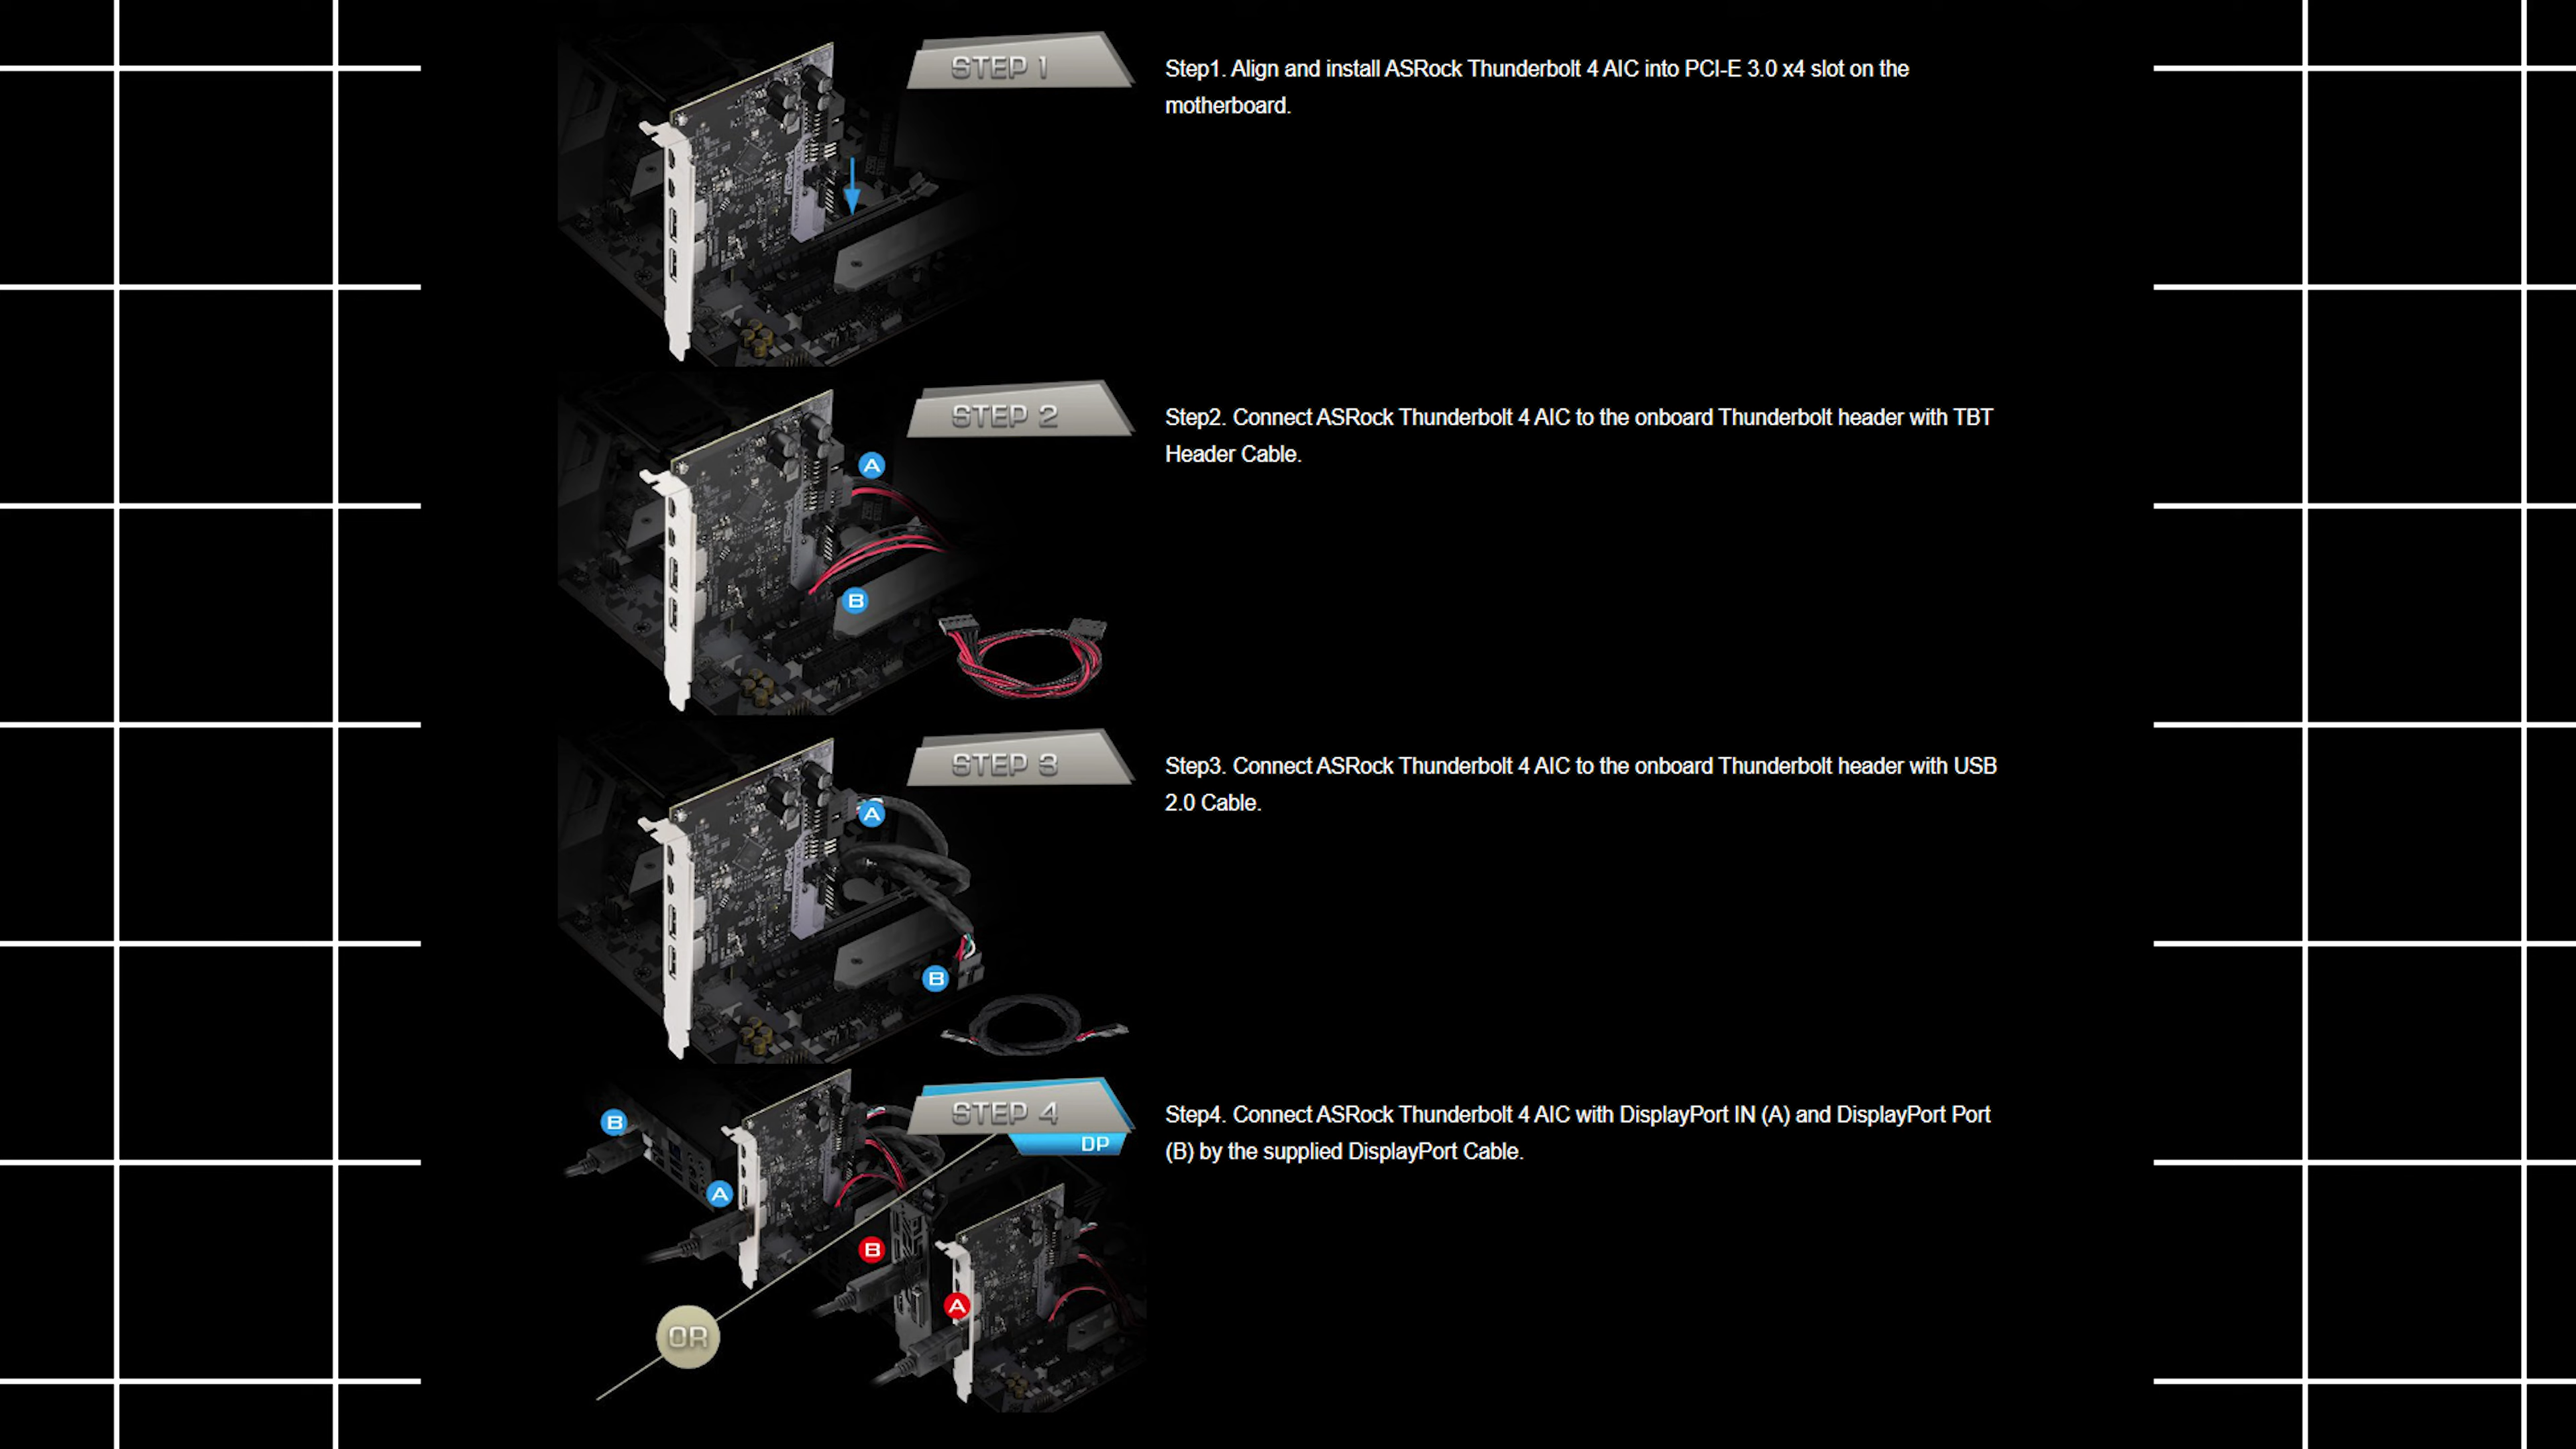 STEP 1
Step1. Align and install ASRock Thunderbolt 4 AIC into PCI-E 3.0 x4 slot on the
motherboard.
STEP 2
Step2. Connect ASRock Thunderbolt 4 AIC to the onboard Thunderbolt header with TBT
Header Cable.
A
B
STEP 3
Step3. Connect ASRock Thunderbolt 4 AIC to the onboard Thunderbolt header with USB
2.0 Cable.
A
B
STEP 4
DP
Step4. Connect ASRock Thunderbolt 4 AIC with DisplayPort IN (A) and DisplayPort Port
(B) by the supplied DisplayPort Cable.
B
A
B
A
OR